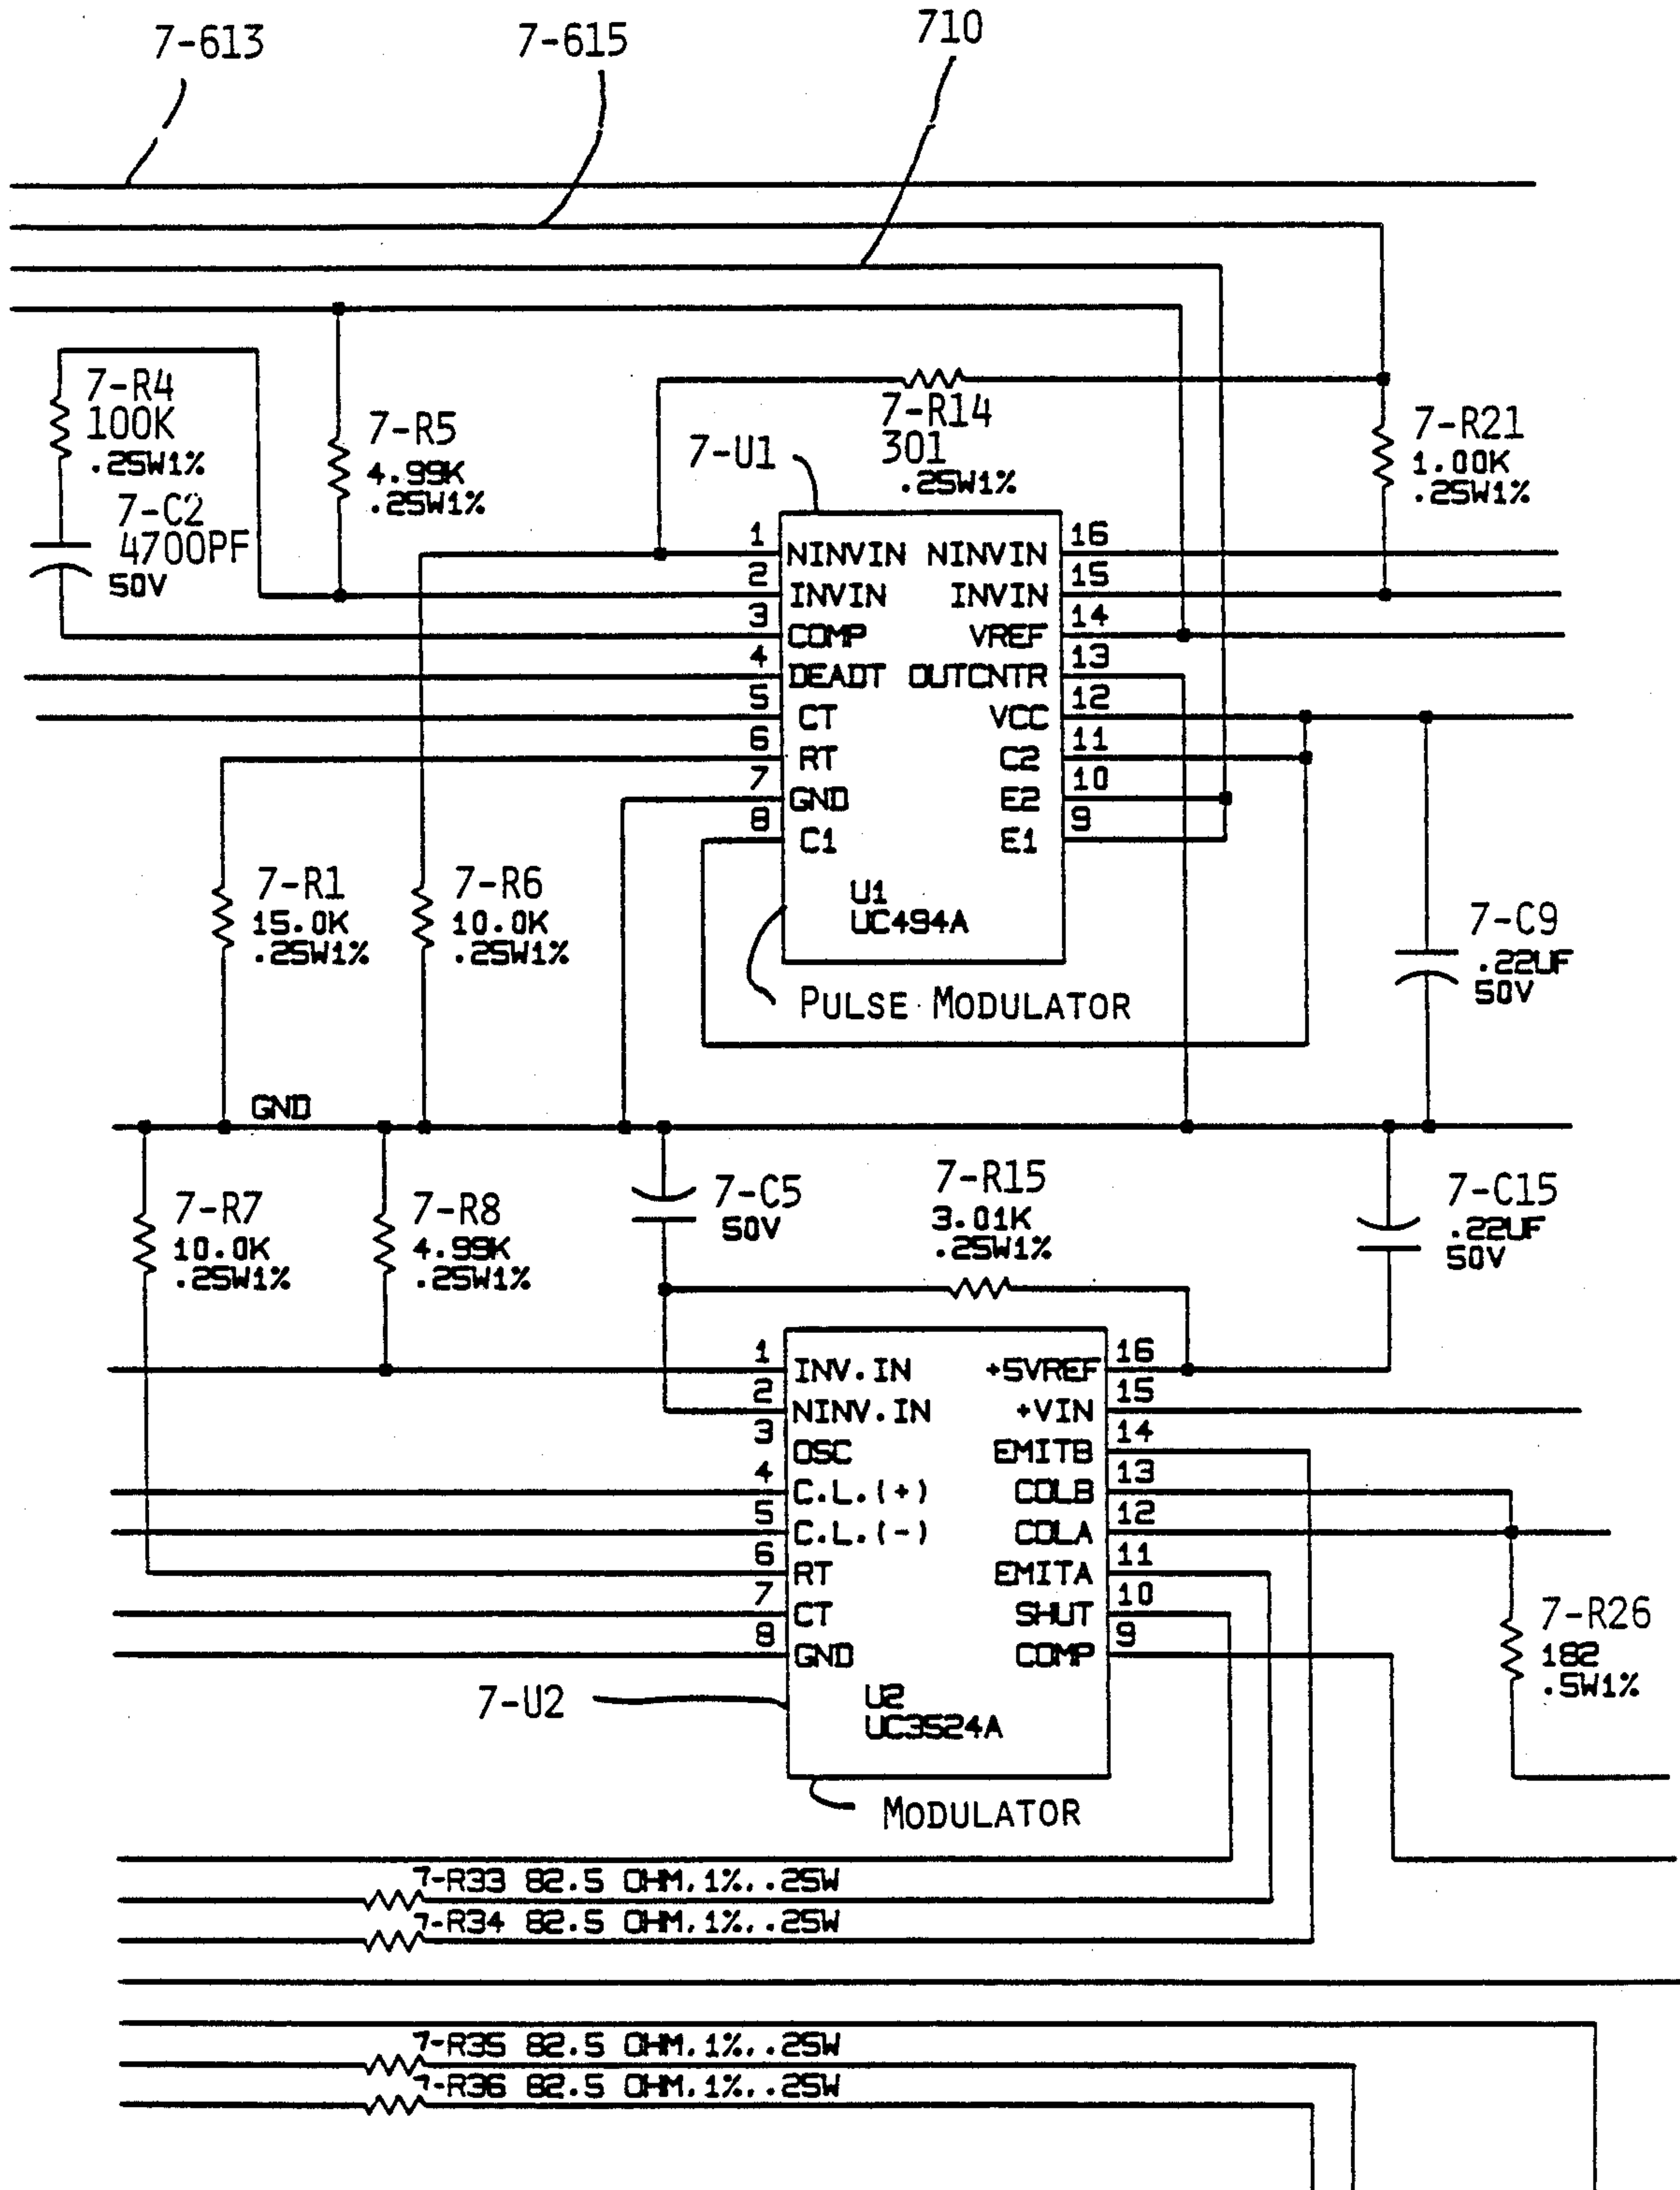 7-613
7-615
710
7-R4
100K
.25W1%
7-C2
4700PF
50V
7-R5
4.99K
.25W1%
7-R14
301
.25W1%
7-U1
7-R21
1.00K
.25W1%
1 NINVIN NINVIN 16
2 INVIN INVIN 15
3 COMP VREF 14
4 DEADT OUTCNTR 13
5 CT VCC 12
6 RT C2 11
7 GND E2 10
8 C1 E1 9
U1
UC494A
PULSE MODULATOR
7-R1
15.0K
.25W1%
7-R6
10.0K
.25W1%
7-C9
.22UF
50V
GND
7-R7
10.0K
.25W1%
7-R8
4.99K
.25W1%
7-C5
50V
7-R15
3.01K
.25W1%
7-C15
.22UF
50V
1 INV.IN +5VREF 16
2 NINV.IN +VIN 15
3 OSC EMITB 14
4 C.L.(+) COLB 13
5 C.L.(-) COLA 12
6 RT EMITA 11
7 CT SHUT 10
8 GND COMP 9
U2
UC3524A
7-U2
MODULATOR
7-R26
182
.5W1%
7-R33 82.5 OHM,1%,.25W
7-R34 82.5 OHM,1%,.25W
7-R35 82.5 OHM,1%,.25W
7-R36 82.5 OHM,1%,.25W